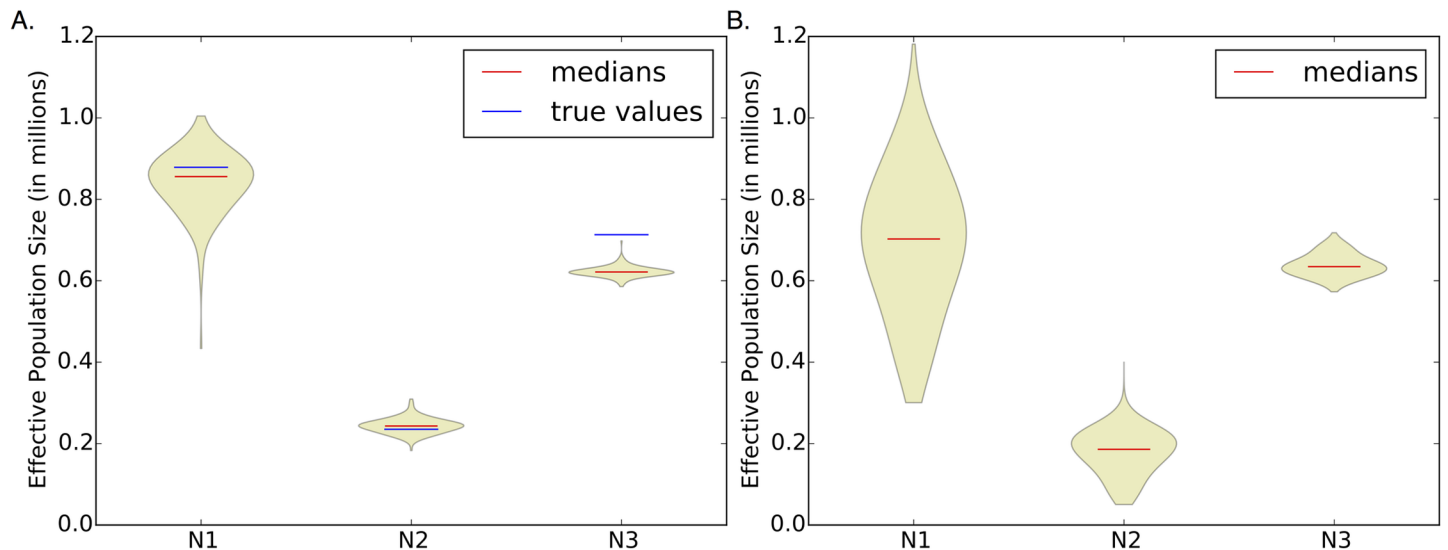 A.
Effective Population Size (in millions)
1.2
1.0
0.8
0.6
0.4
0.2
0.0
N1
N2
N3
medians
true values
B.
Effective Population Size (in millions)
1.2
1.0
0.8
0.6
0.4
0.2
0.0
N1
N2
N3
medians